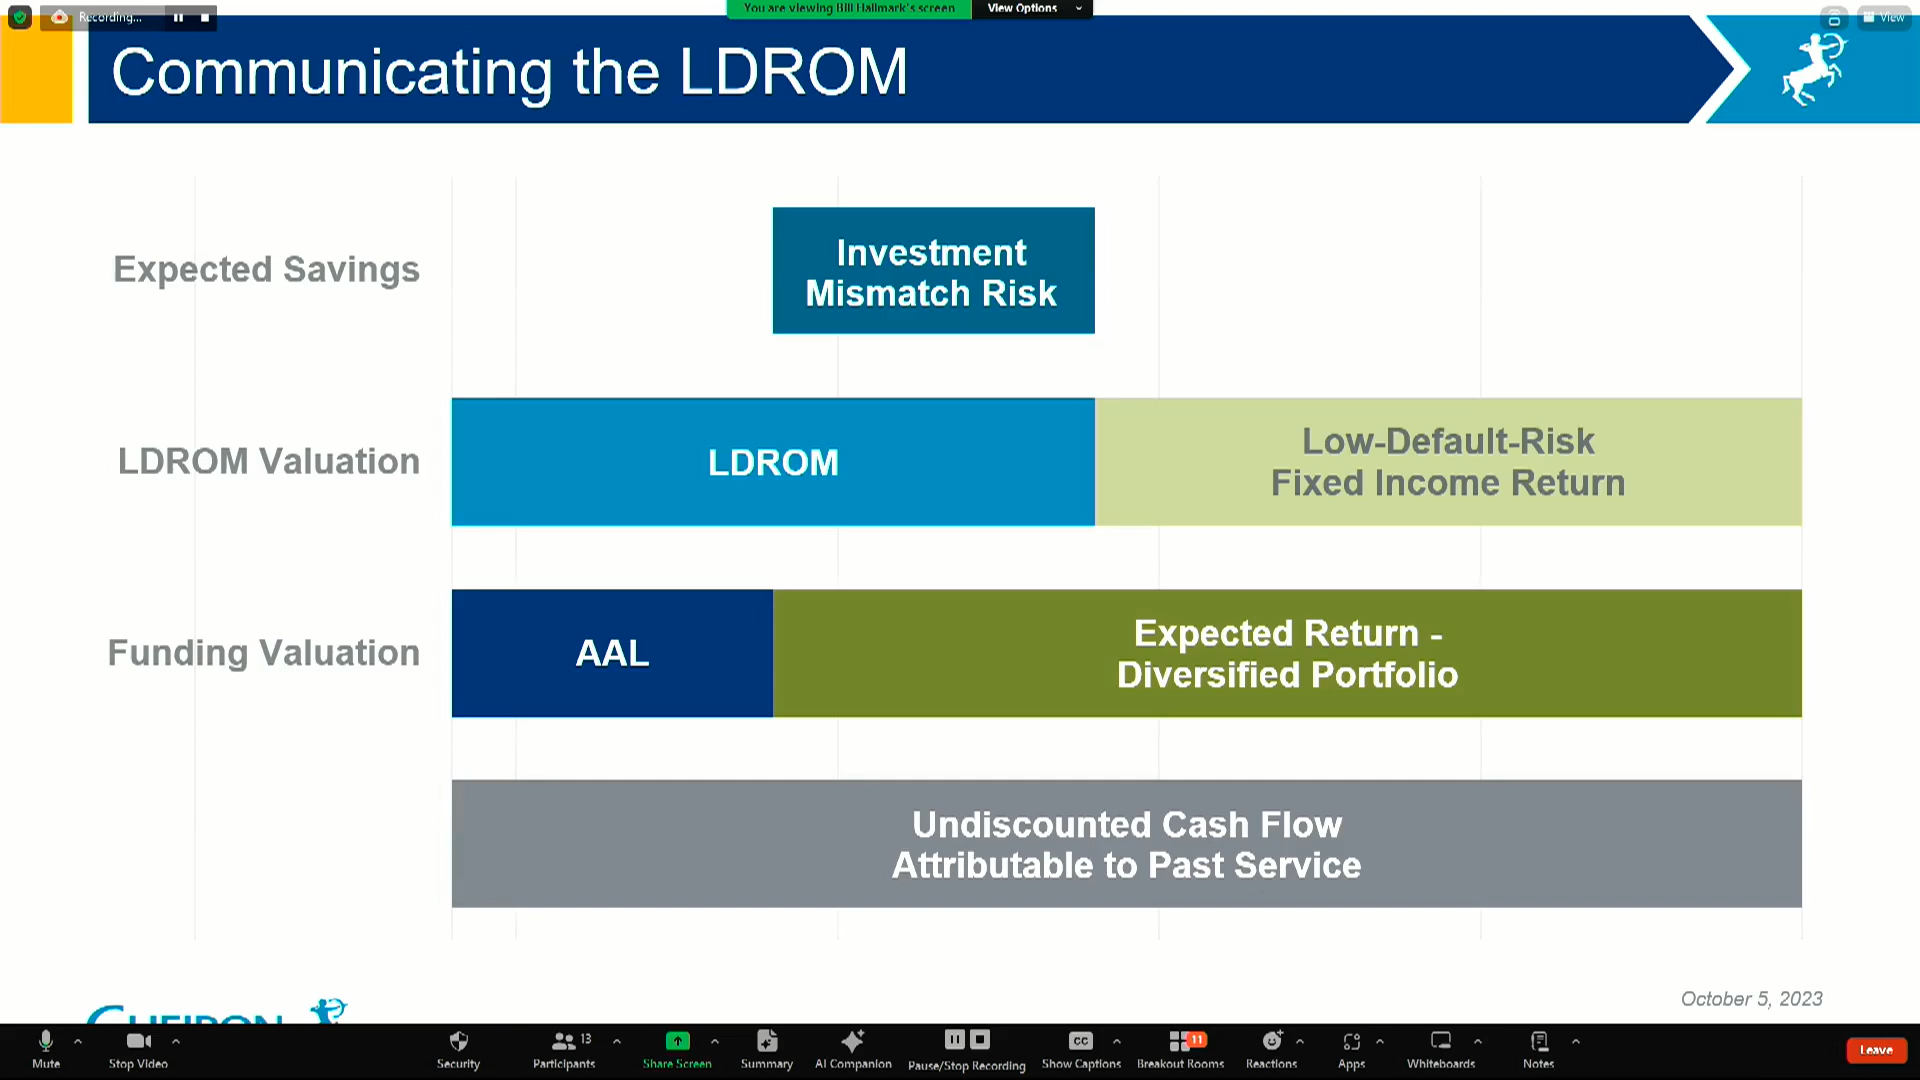 Recording...
You are viewing Bill Hallmark's screen
View Options
View
Communicating the LDROM
Expected Savings
Investment
Mismatch Risk
LDROM Valuation
LDROM
Low-Default-Risk
Fixed Income Return
Funding Valuation
AAL
Expected Return -
Diversified Portfolio
Undiscounted Cash Flow
Attributable to Past Service
October 5, 2023
CHEIRON
Mute
Stop Video
Security
Participants
13
Share Screen
Summary
AI Companion
Pause/Stop Recording
CC
Show Captions
11
Breakout Rooms
Reactions
Apps
Whiteboards
Notes
Leave